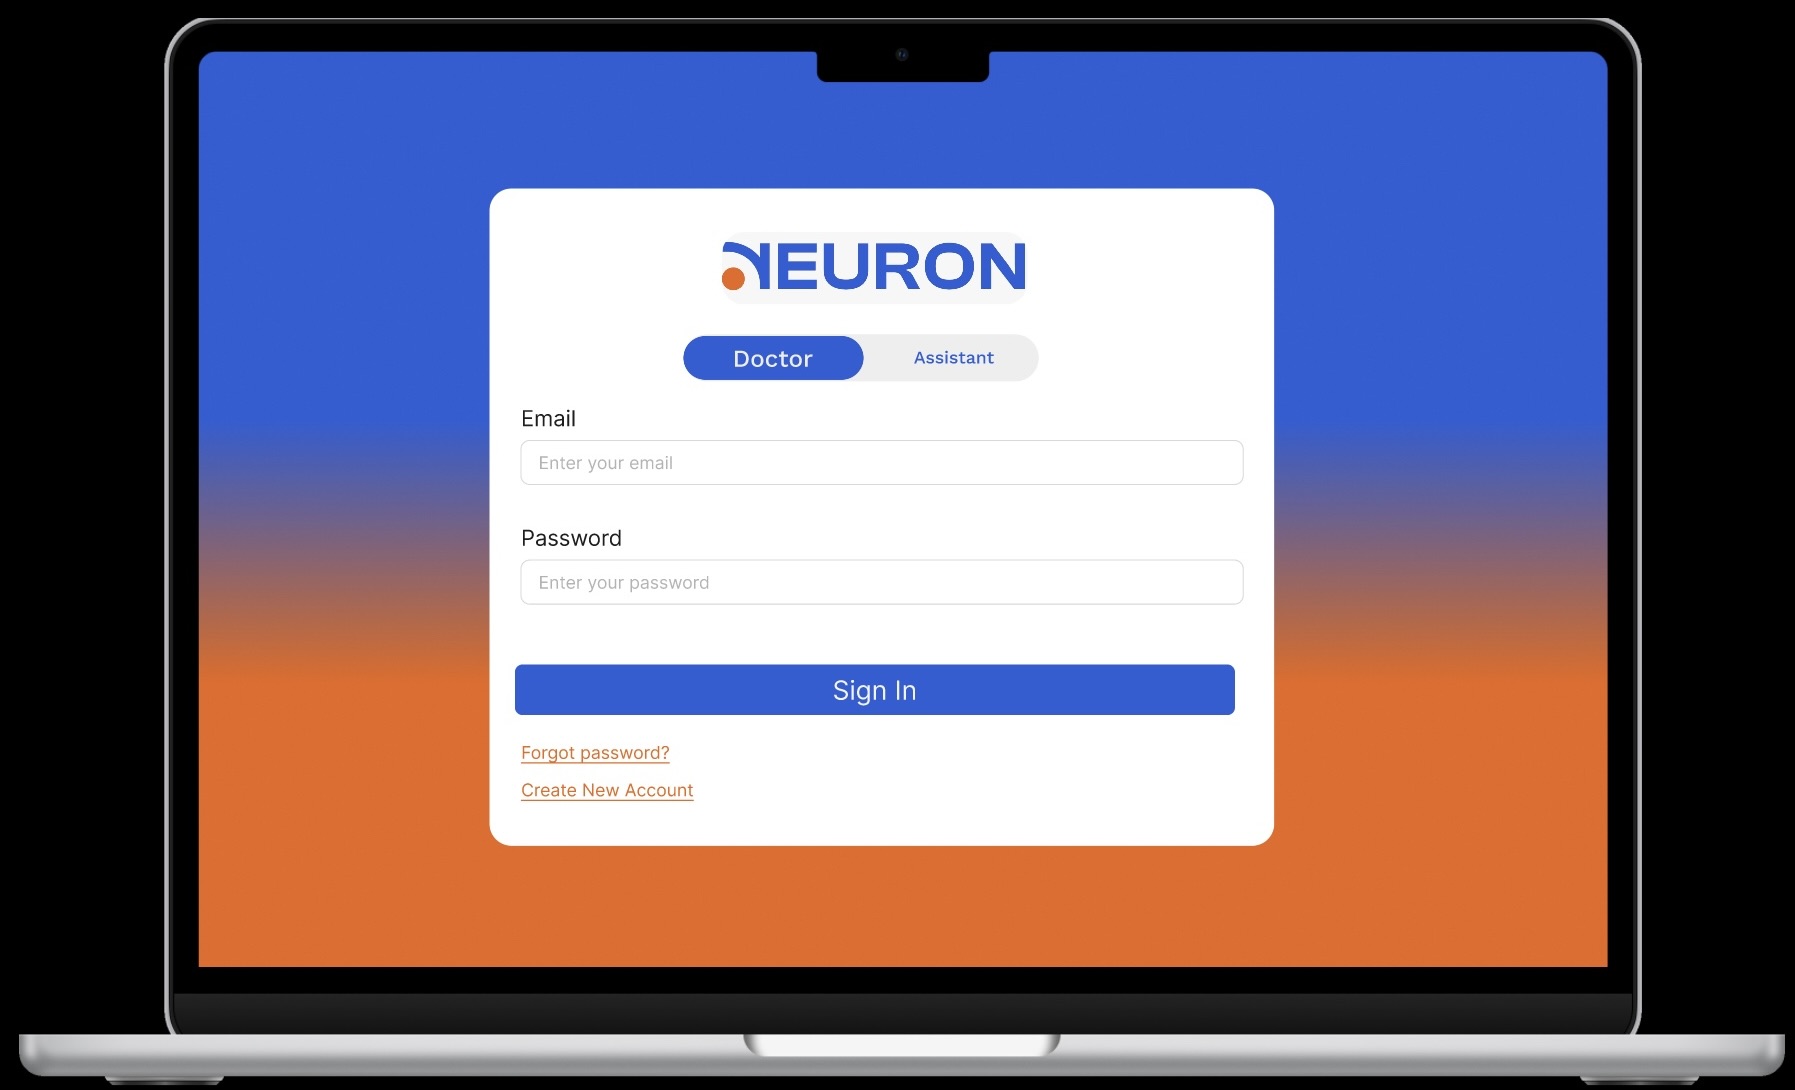 NEURON
Doctor
Assistant
Email
Enter your email
Password
Enter your password
Sign In
Forgot password?
Create New Account